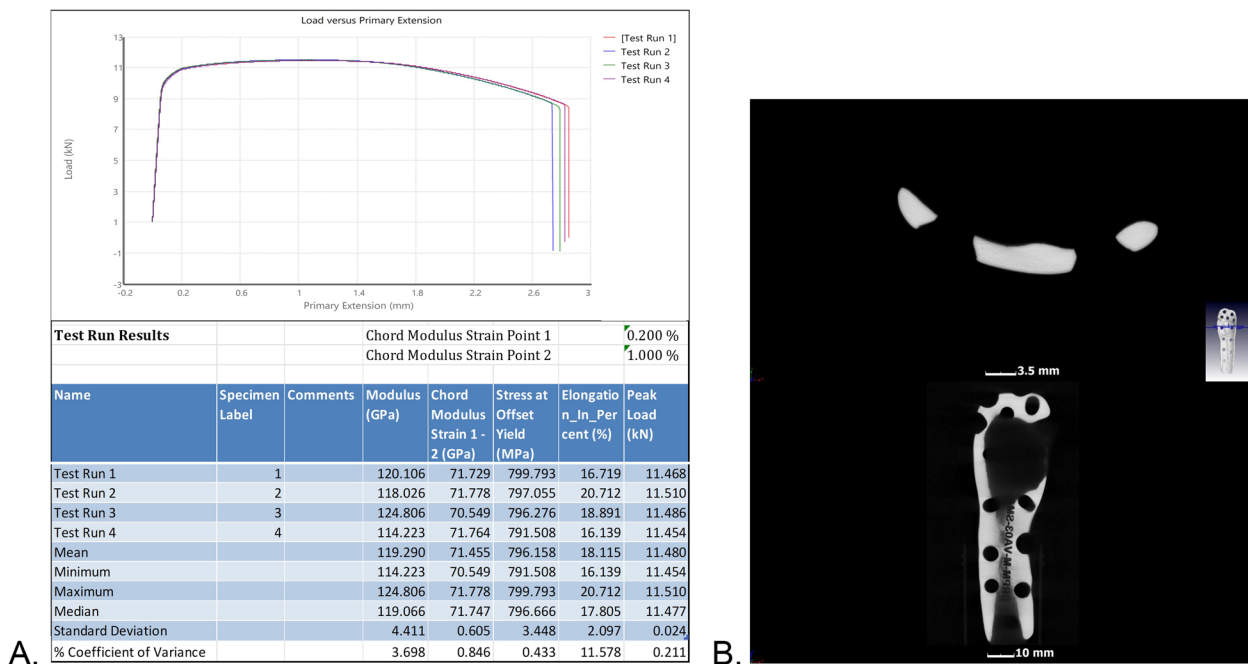 Load versus Primary Extension
13
11
9
7
5
3
1
-1
-3
Load (kN)
-0.2 0.2 0.6 1 1.4 1.8 2.2 2.6 3
Primary Extension (mm)
[Test Run 1]
Test Run 2
Test Run 3
Test Run 4
Test Run Results Chord Modulus Strain Point 1 0.200 %
Chord Modulus Strain Point 2 1.000 %
Name Specimen Label Comments Modulus (GPa) Chord Modulus Strain 1 - 2 (GPa) Stress at Offset Yield (MPa) Elongatio n_In_Per cent (%) Peak Load (kN)
Test Run 1 1 120.106 71.729 799.793 16.719 11.468
Test Run 2 2 118.026 71.778 797.055 20.712 11.510
Test Run 3 3 124.806 70.549 796.276 18.891 11.486
Test Run 4 4 114.223 71.764 791.508 16.139 11.454
Mean 119.290 71.455 796.158 18.115 11.480
Minimum 114.223 70.549 791.508 16.139 11.454
Maximum 124.806 71.778 799.793 20.712 11.510
Median 119.066 71.747 796.666 17.805 11.477
Standard Deviation 4.411 0.605 3.448 2.097 0.024
% Coefficient of Variance 3.698 0.846 0.433 11.578 0.211
A.
3.5 mm
10 mm
B.